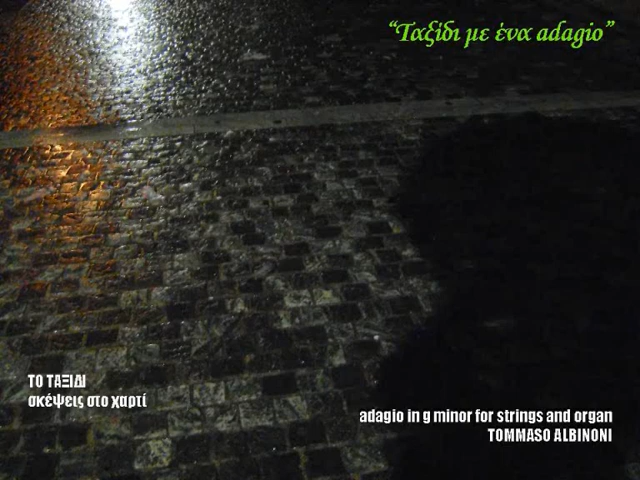 “Ταξίδι με ένα adagio”
ΤΟ ΤΑΞΙΔΙ
σκέψεις στο χαρτί
adagio in g minor for strings and organ
TOMMASO ALBINONI